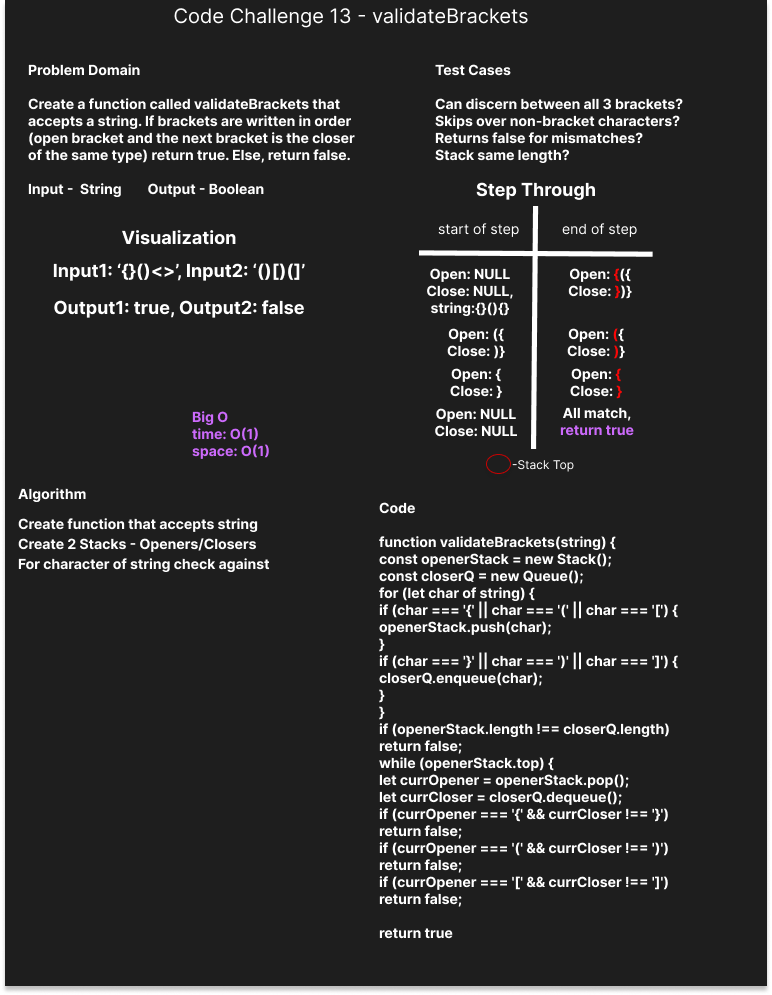 Code Challenge 13 - validateBrackets
Problem Domain
Create a function called validateBrackets that
accepts a string. If brackets are written in order
(open bracket and the next bracket is the closer
of the same type) return true. Else, return false.
Input -  String       Output - Boolean
Test Cases
Can discern between all 3 brackets?
Skips over non-bracket characters?
Returns false for mismatches?
Stack same length?
Visualization
Input1: ‘{}()<>’, Input2: ‘()[)(]’
Output1: true, Output2: false
Step Through
start of step
end of step
Open: NULL
Close: NULL,
string:{}(){}
Open: {({
Close: })}
Open: ({
Close: )}
Open: ({
Close: )}
Open: {
Close: }
Open: {
Close: }
Open: NULL
Close: NULL
All match,
return true
-Stack Top
Big O
time: O(1)
space: O(1)
Algorithm
Create function that accepts string
Create 2 Stacks - Openers/Closers
For character of string check against
Code
function validateBrackets(string) {
const openerStack = new Stack();
const closerQ = new Queue();
for (let char of string) {
if (char === '{' || char === '(' || char === '[') {
openerStack.push(char);
}
if (char === '}' || char === ')' || char === ']') {
closerQ.enqueue(char);
}
}
if (openerStack.length !== closerQ.length)
return false;
while (openerStack.top) {
let currOpener = openerStack.pop();
let currCloser = closerQ.dequeue();
if (currOpener === '{' && currCloser !== '}')
return false;
if (currOpener === '(' && currCloser !== ')')
return false;
if (currOpener === '[' && currCloser !== ']')
return false;
return true